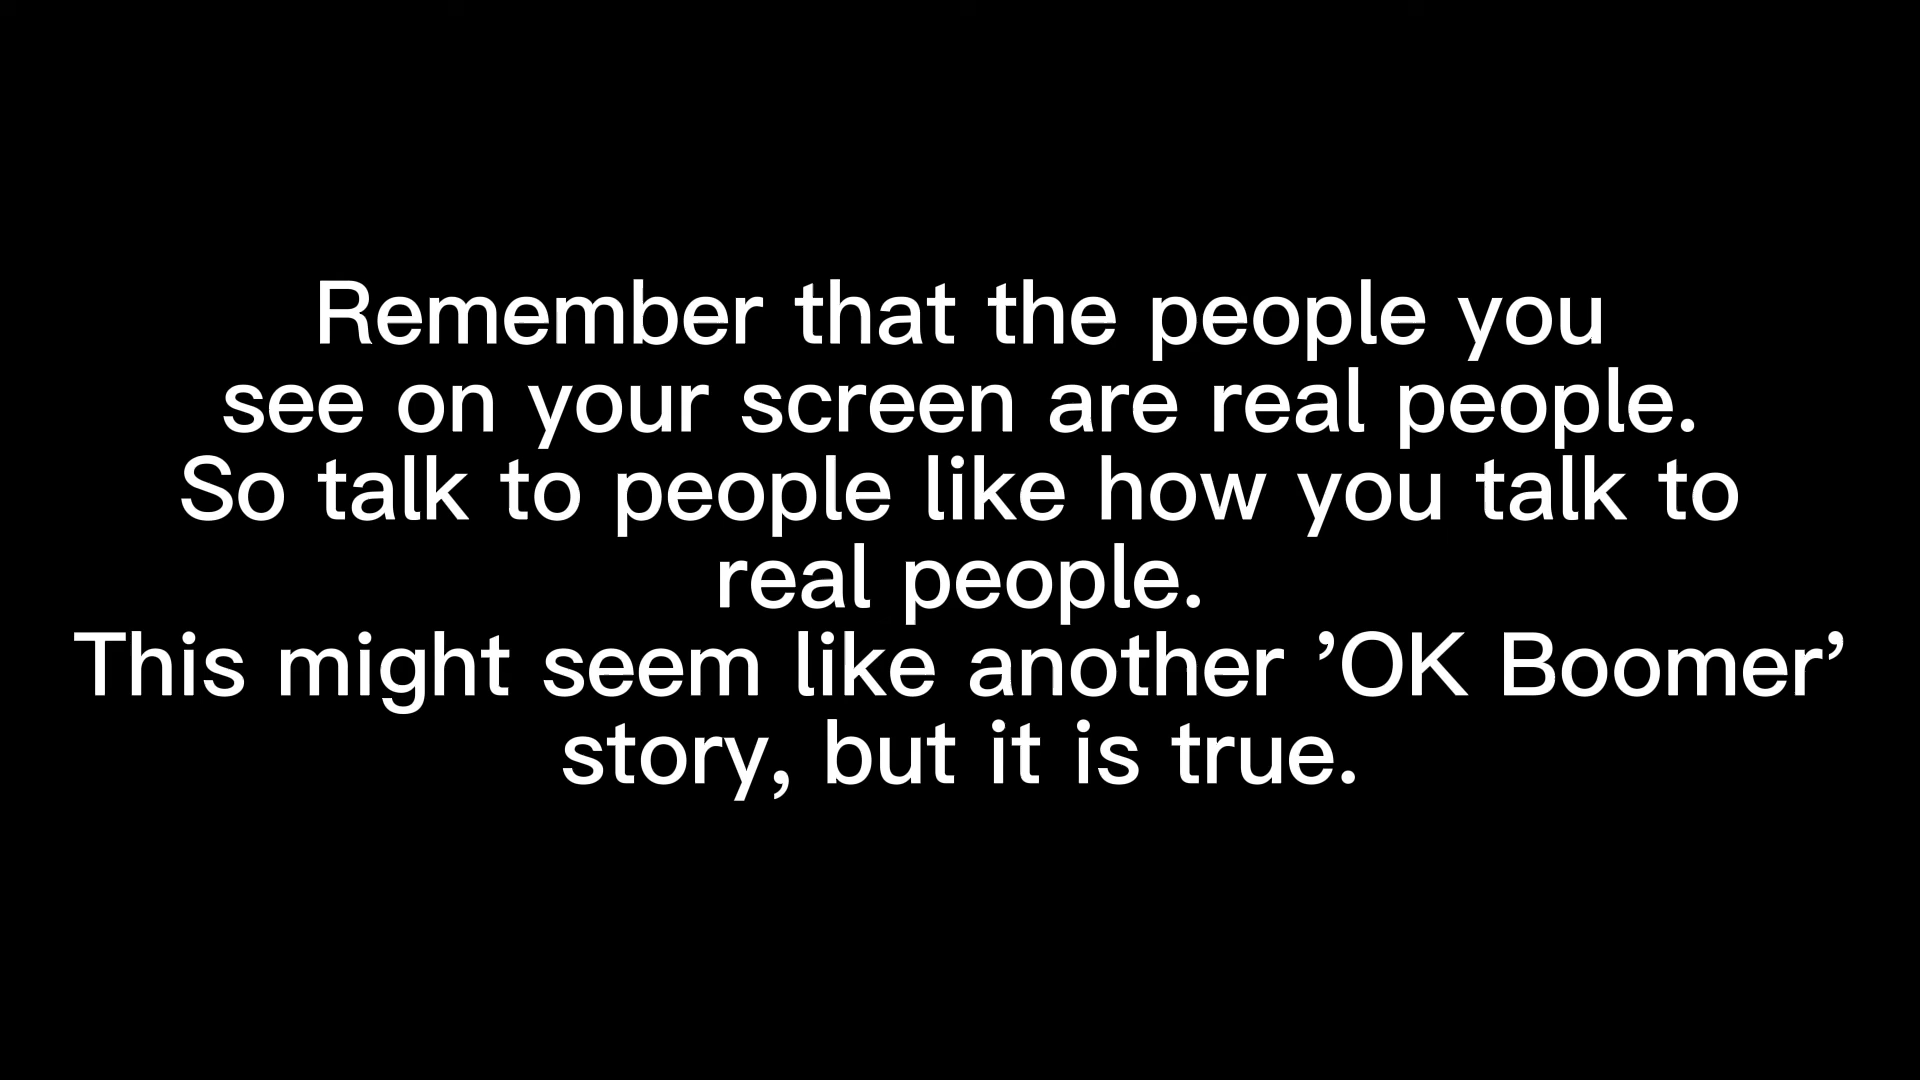 Remember that the people you
see on your screen are real people.
So talk to people like how you talk to
real people.
This might seem like another ’OK Boomer’
story, but it is true.